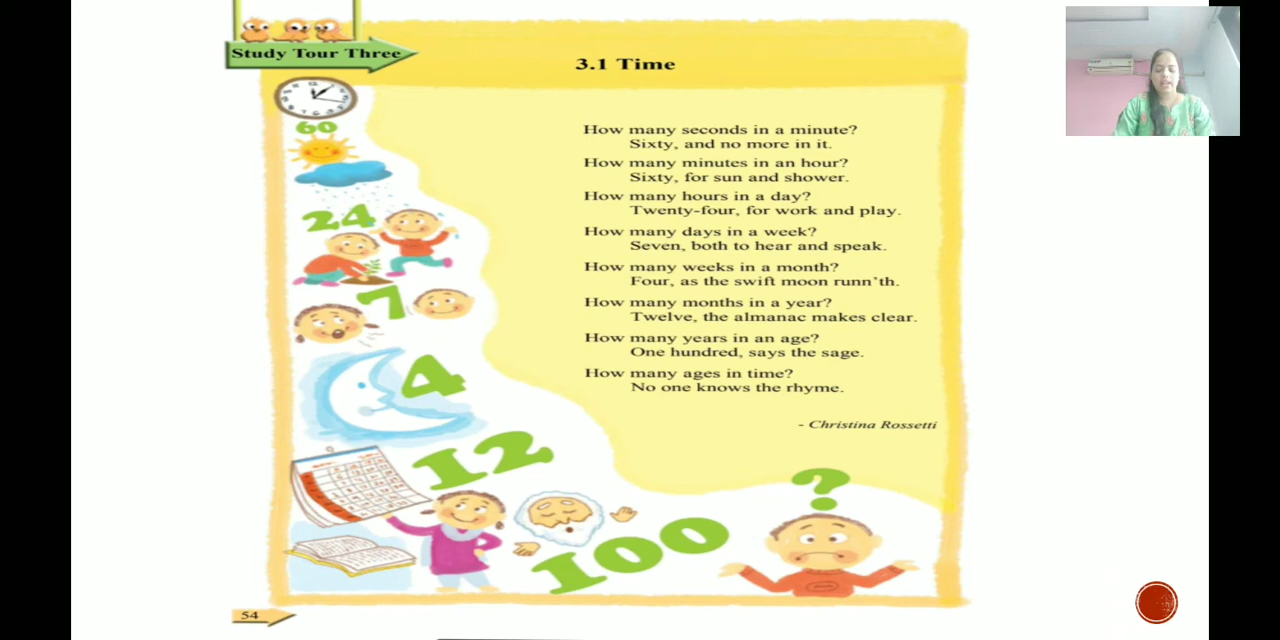 Study Tour Three
3.1 Time
60
24
7
4
12
100
?
How many seconds in a minute?
Sixty, and no more in it.
How many minutes in an hour?
Sixty, for sun and shower.
How many hours in a day?
Twenty-four, for work and play.
How many days in a week?
Seven, both to hear and speak.
How many weeks in a month?
Four, as the swift moon runn'th.
How many months in a year?
Twelve, the almanac makes clear.
How many years in an age?
One hundred, says the sage.
How many ages in time?
No one knows the rhyme.
- Christina Rossetti
54